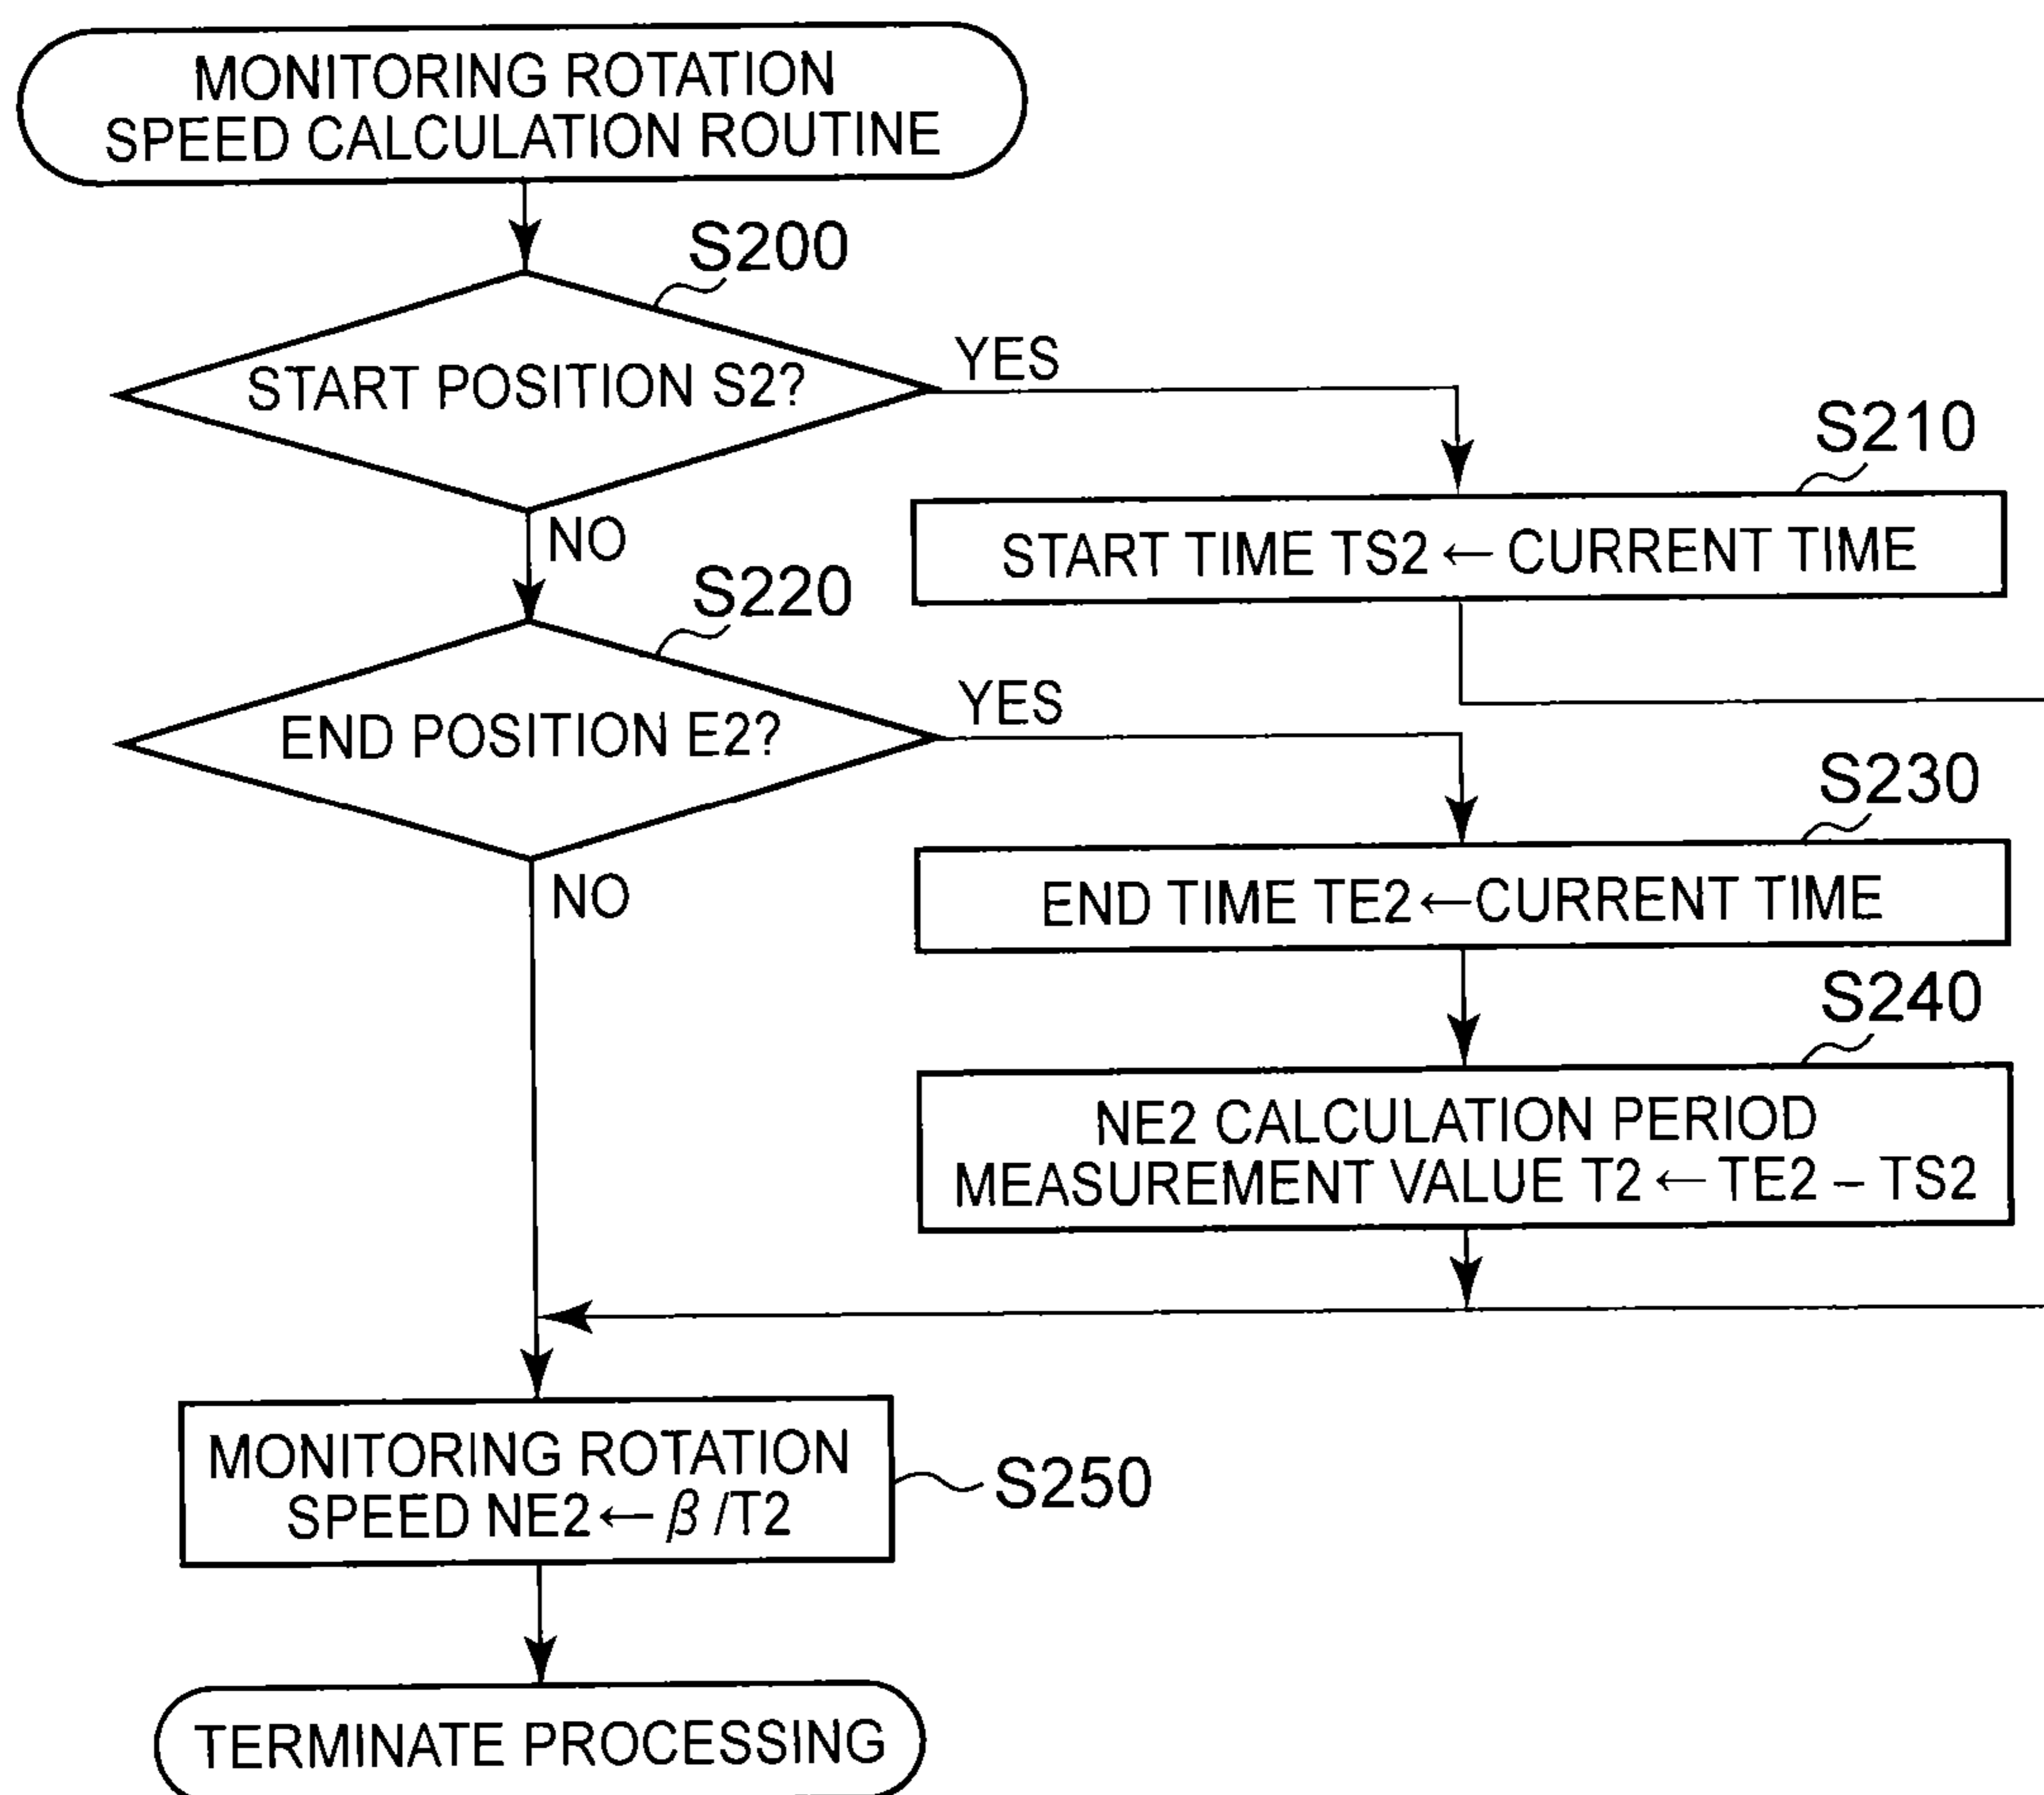 MONITORING ROTATION
SPEED CALCULATION ROUTINE
S200
START POSITION S2?
YES
S210
START TIME TS2 ← CURRENT TIME
NO
S220
END POSITION E2?
YES
S230
END TIME TE2 ← CURRENT TIME
NO
S240
NE2 CALCULATION PERIOD
MEASUREMENT VALUE T2 ← TE2 – TS2
MONITORING ROTATION
SPEED NE2 ← β /T2
S250
TERMINATE PROCESSING